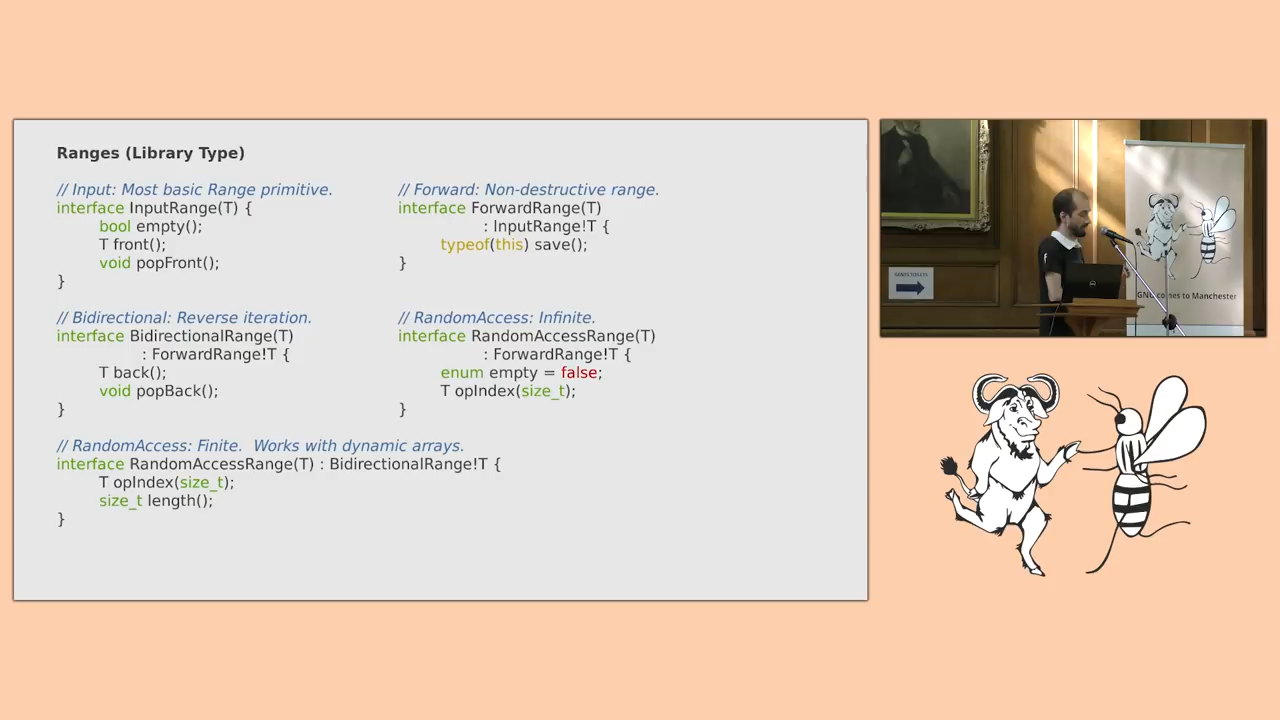 Ranges (Library Type)
// Input: Most basic Range primitive.
interface InputRange(T) {
bool empty();
T front();
void popFront();
}
// Forward: Non-destructive range.
interface ForwardRange(T)
: InputRange!T {
typeof(this) save();
}
// Bidirectional: Reverse iteration.
interface BidirectionalRange(T)
: ForwardRange!T {
T back();
void popBack();
}
// RandomAccess: Infinite.
interface RandomAccessRange(T)
: ForwardRange!T {
enum empty = false;
T opIndex(size_t);
}
// RandomAccess: Finite.  Works with dynamic arrays.
interface RandomAccessRange(T) : BidirectionalRange!T {
T opIndex(size_t);
size_t length();
}
to Manchester